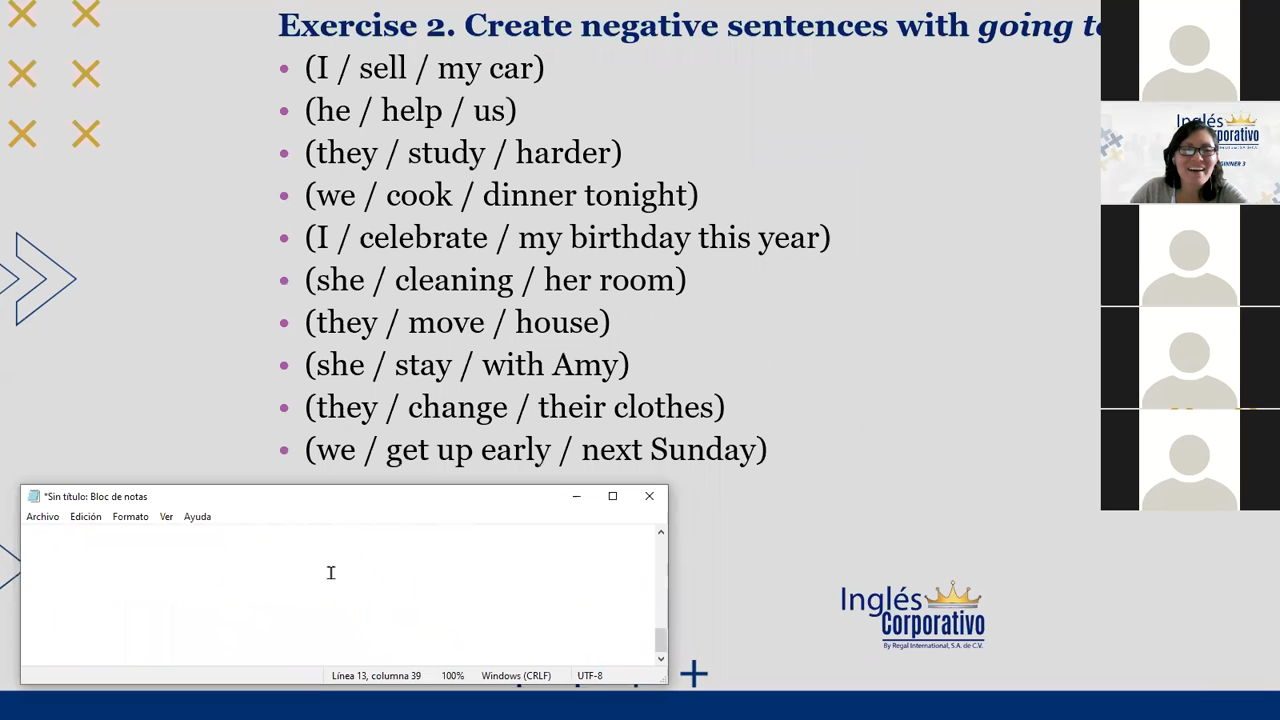 Exercise 2. Create negative sentences with going to
• (I / sell / my car)
• (he / help / us)
• (they / study / harder)
• (we / cook / dinner tonight)
• (I / celebrate / my birthday this year)
• (she / cleaning / her room)
• (they / move / house)
• (she / stay / with Amy)
• (they / change / their clothes)
• (we / get up early / next Sunday)
Inglés
porativo
*Sin título: Bloc de notas
Archivo Edición Formato Ver Ayuda
Línea 13, columna 39 100% Windows (CRLF) UTF-8
Inglés
Corporativo
By Regal International, S.A. de C.V.